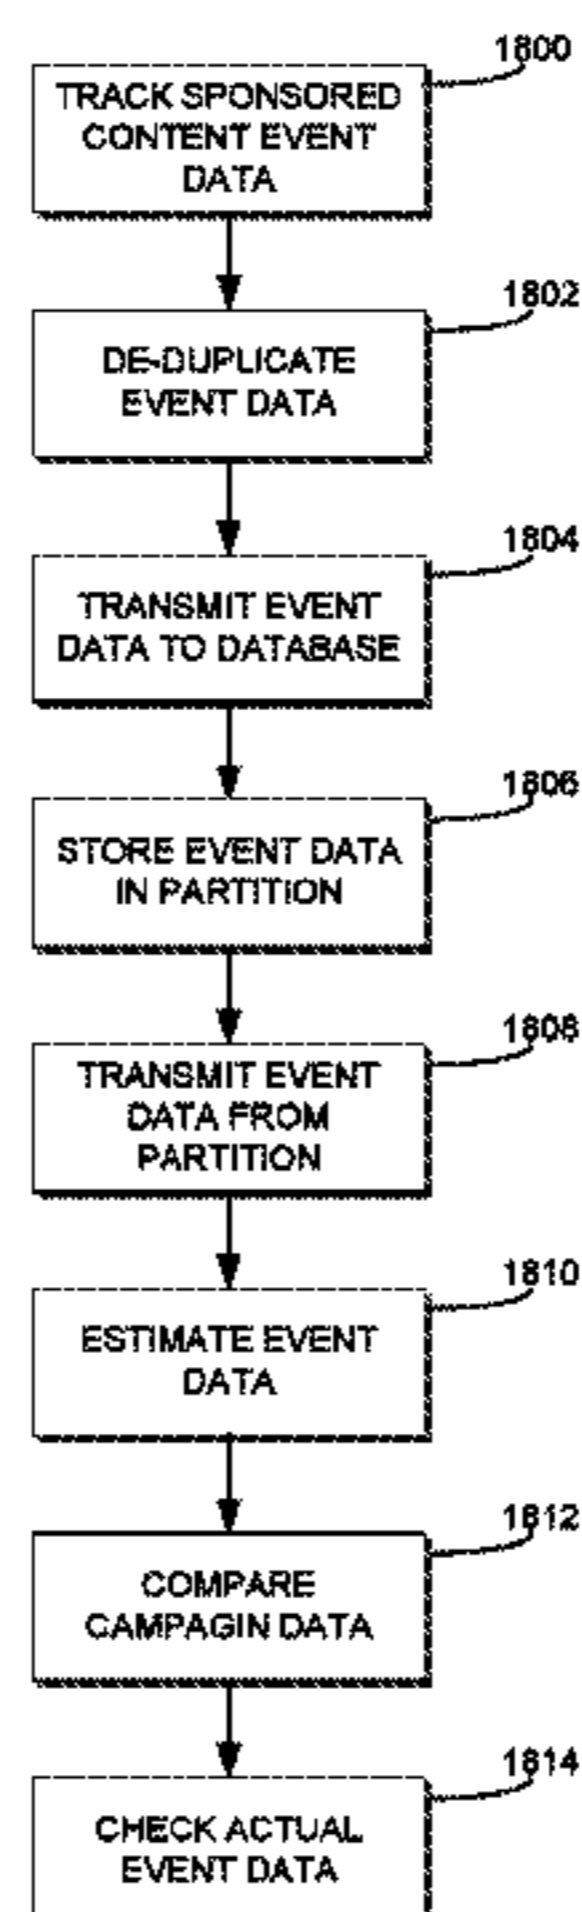 1800
TRACK SPONSORED
CONTENT EVENT
DATA
1802
DE-DUPLICATE
EVENT DATA
1804
TRANSMIT EVENT
DATA TO DATABASE
1806
STORE EVENT DATA
IN PARTITION
1808
TRANSMIT EVENT
DATA FROM
PARTITION
1810
ESTIMATE EVENT
DATA
1812
COMPARE
CAMPAGIN DATA
1814
CHECK ACTUAL
EVENT DATA